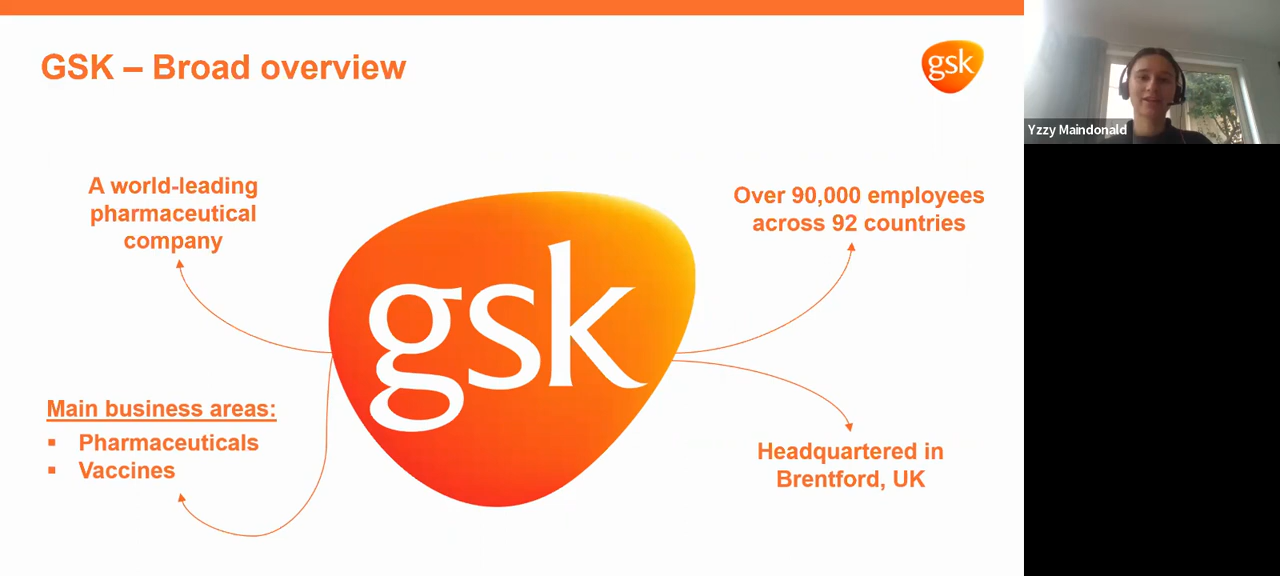 GSK – Broad overview
gsk
Yzzy Maindonald
A world-leading
pharmaceutical
company
Over 90,000 employees
across 92 countries
gsk
Main business areas:
▪ Pharmaceuticals
▪ Vaccines
Headquartered in
Brentford, UK